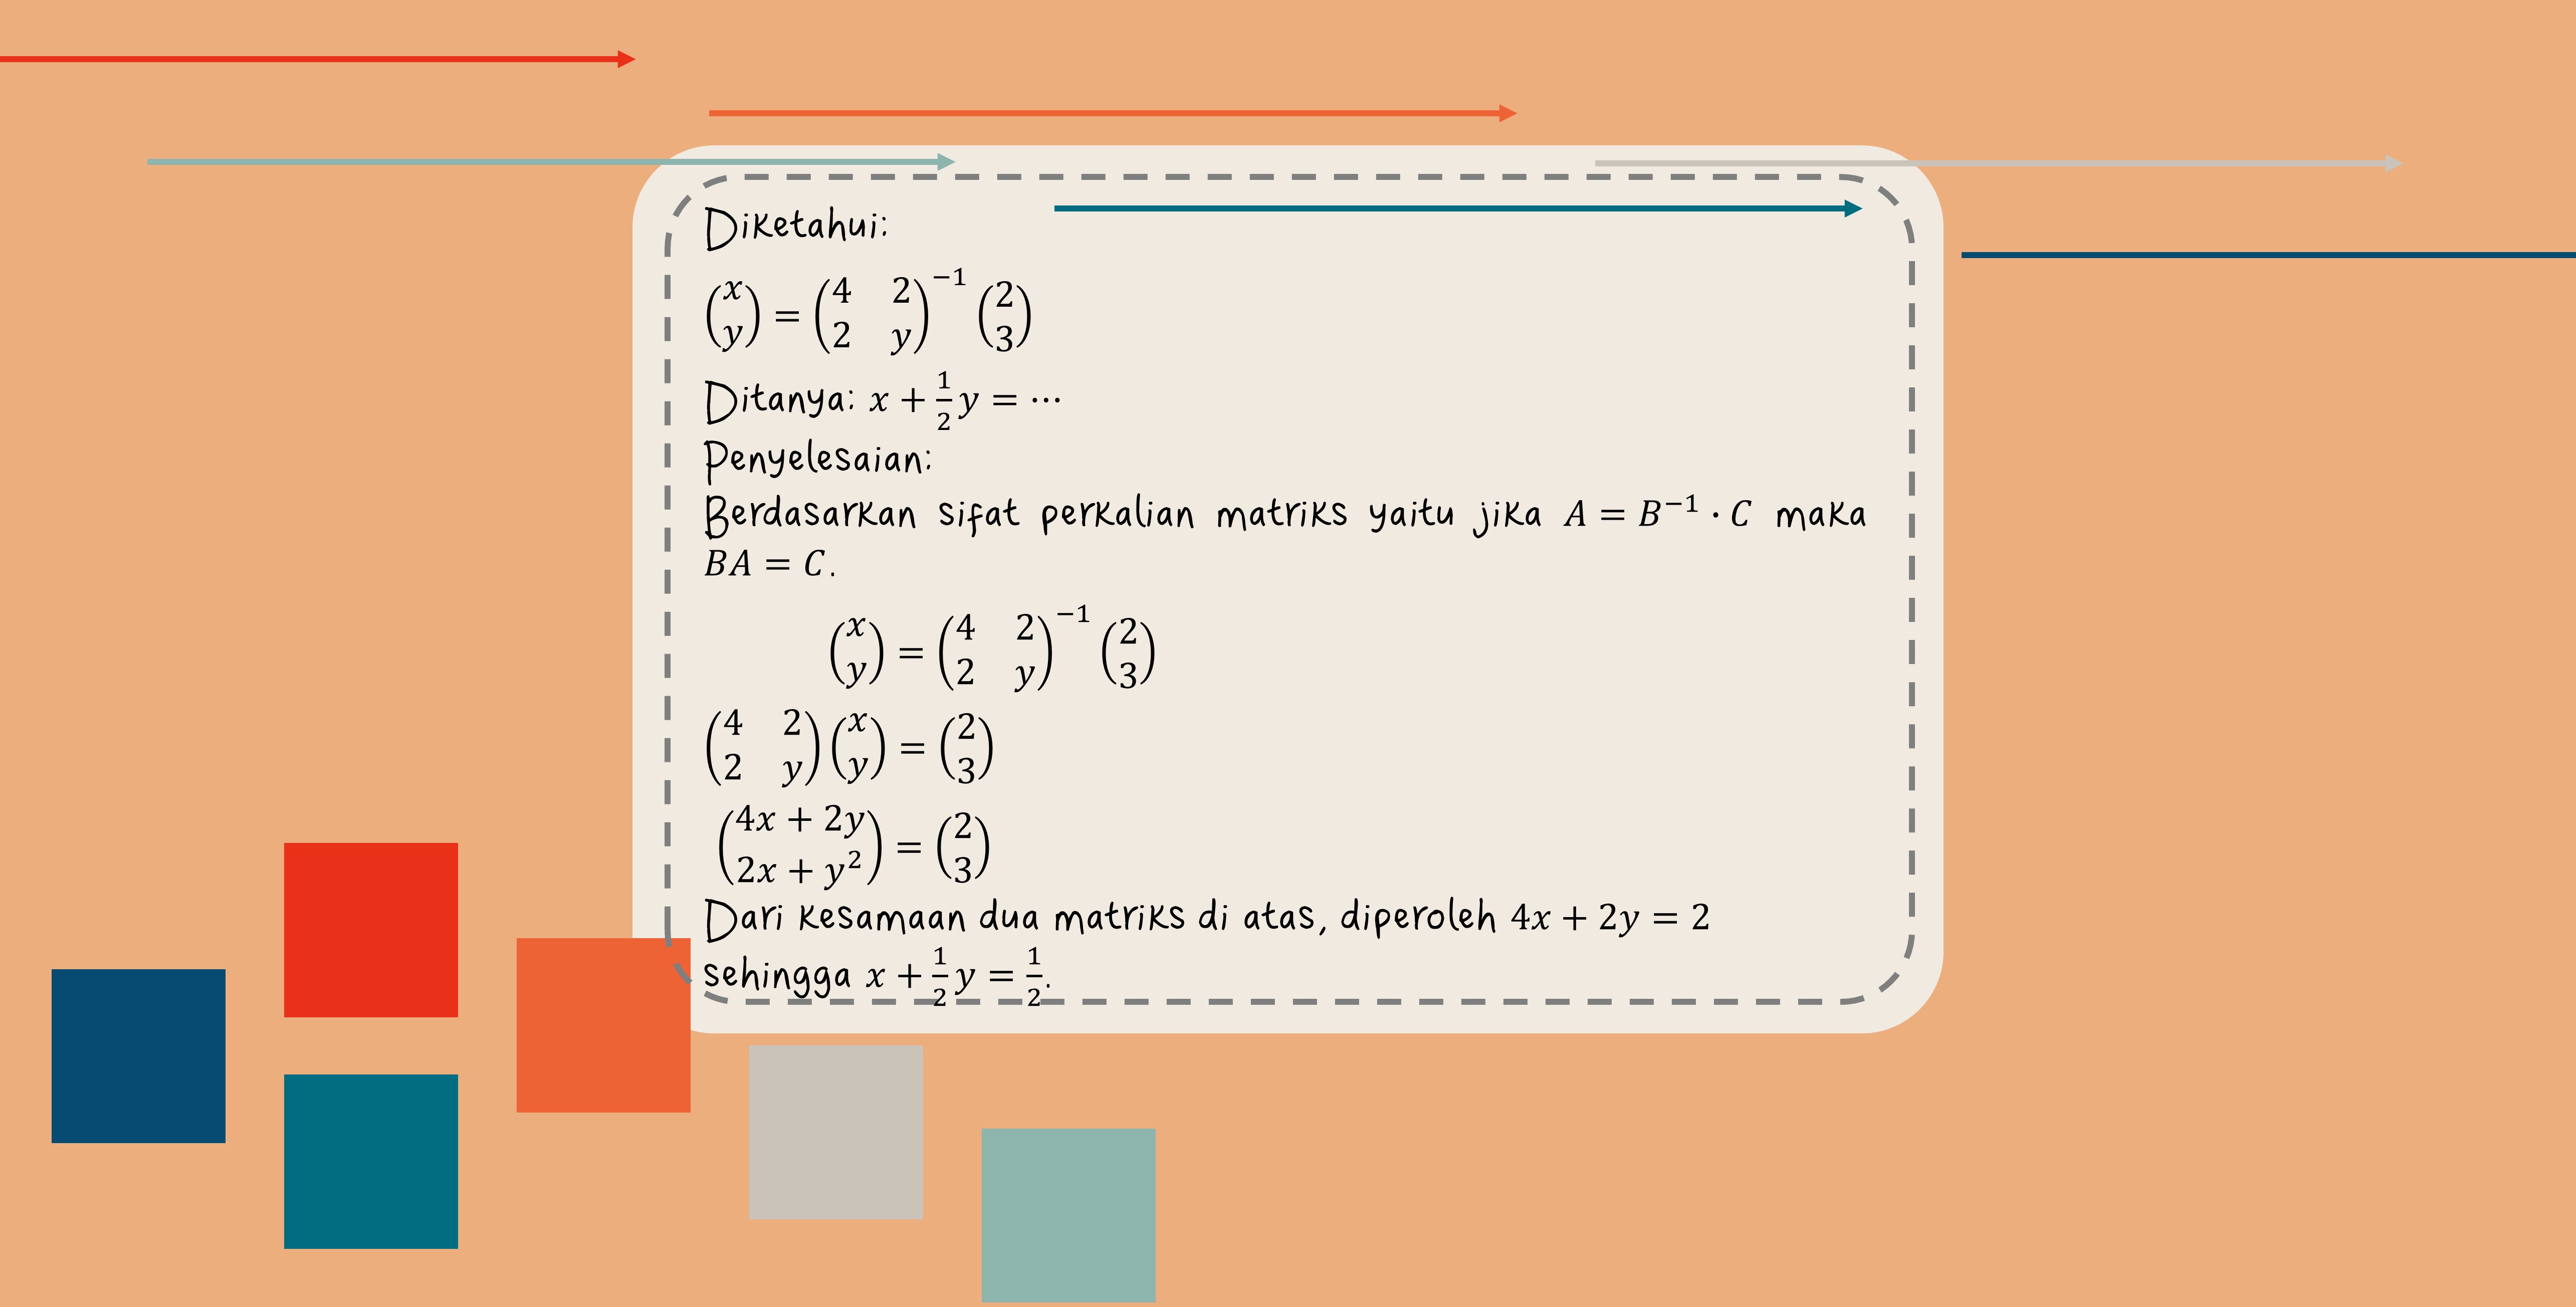 Diketahui:
$\begin{pmatrix} x \\ y \end{pmatrix} = \begin{pmatrix} 4 & 2 \\ 2 & y \end{pmatrix}^{-1} \begin{pmatrix} 2 \\ 3 \end{pmatrix}$
Ditanya: $x + \frac{1}{2}y = \cdots$
Penyelesaian:
Berdasarkan sifat perkalian matriks yaitu jika $A = B^{-1} \cdot C$ maka
$BA = C$.
$\begin{pmatrix} x \\ y \end{pmatrix} = \begin{pmatrix} 4 & 2 \\ 2 & y \end{pmatrix}^{-1} \begin{pmatrix} 2 \\ 3 \end{pmatrix}$
$\begin{pmatrix} 4 & 2 \\ 2 & y \end{pmatrix} \begin{pmatrix} x \\ y \end{pmatrix} = \begin{pmatrix} 2 \\ 3 \end{pmatrix}$
$\begin{pmatrix} 4x + 2y \\ 2x + y^2 \end{pmatrix} = \begin{pmatrix} 2 \\ 3 \end{pmatrix}$
Dari kesamaan dua matriks di atas, diperoleh $4x + 2y = 2$
sehingga $x + \frac{1}{2}y = \frac{1}{2}$.